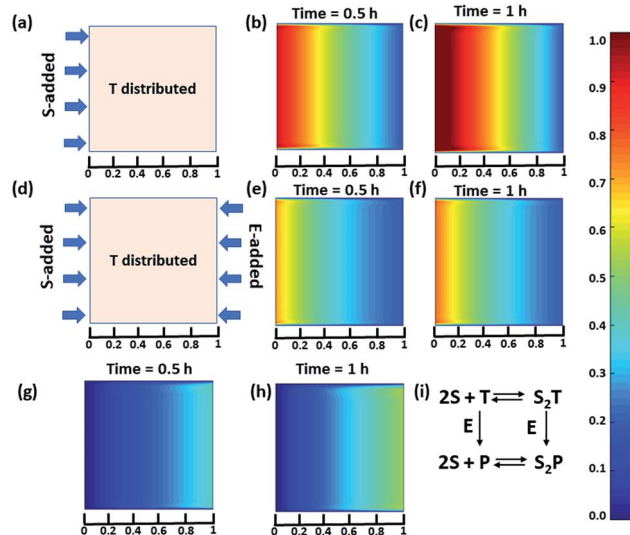 (a)
S-added
T distributed
0 0.2 0.4 0.6 0.8 1
(b)
Time = 0.5 h
0 0.2 0.4 0.6 0.8 1
(c)
Time = 1 h
0 0.2 0.4 0.6 0.8 1
(d)
S-added
T distributed
E-added
0 0.2 0.4 0.6 0.8 1
(e)
Time = 0.5 h
0 0.2 0.4 0.6 0.8 1
(f)
Time = 1 h
0 0.2 0.4 0.6 0.8 1
(g)
Time = 0.5 h
0 0.2 0.4 0.6 0.8 1
(h)
Time = 1 h
0 0.2 0.4 0.6 0.8 1
(i)
2S + T ⇌ S₂T
E E
2S + P ⇌ S₂P
1.0
0.9
0.8
0.7
0.6
0.5
0.4
0.3
0.2
0.1
0.0